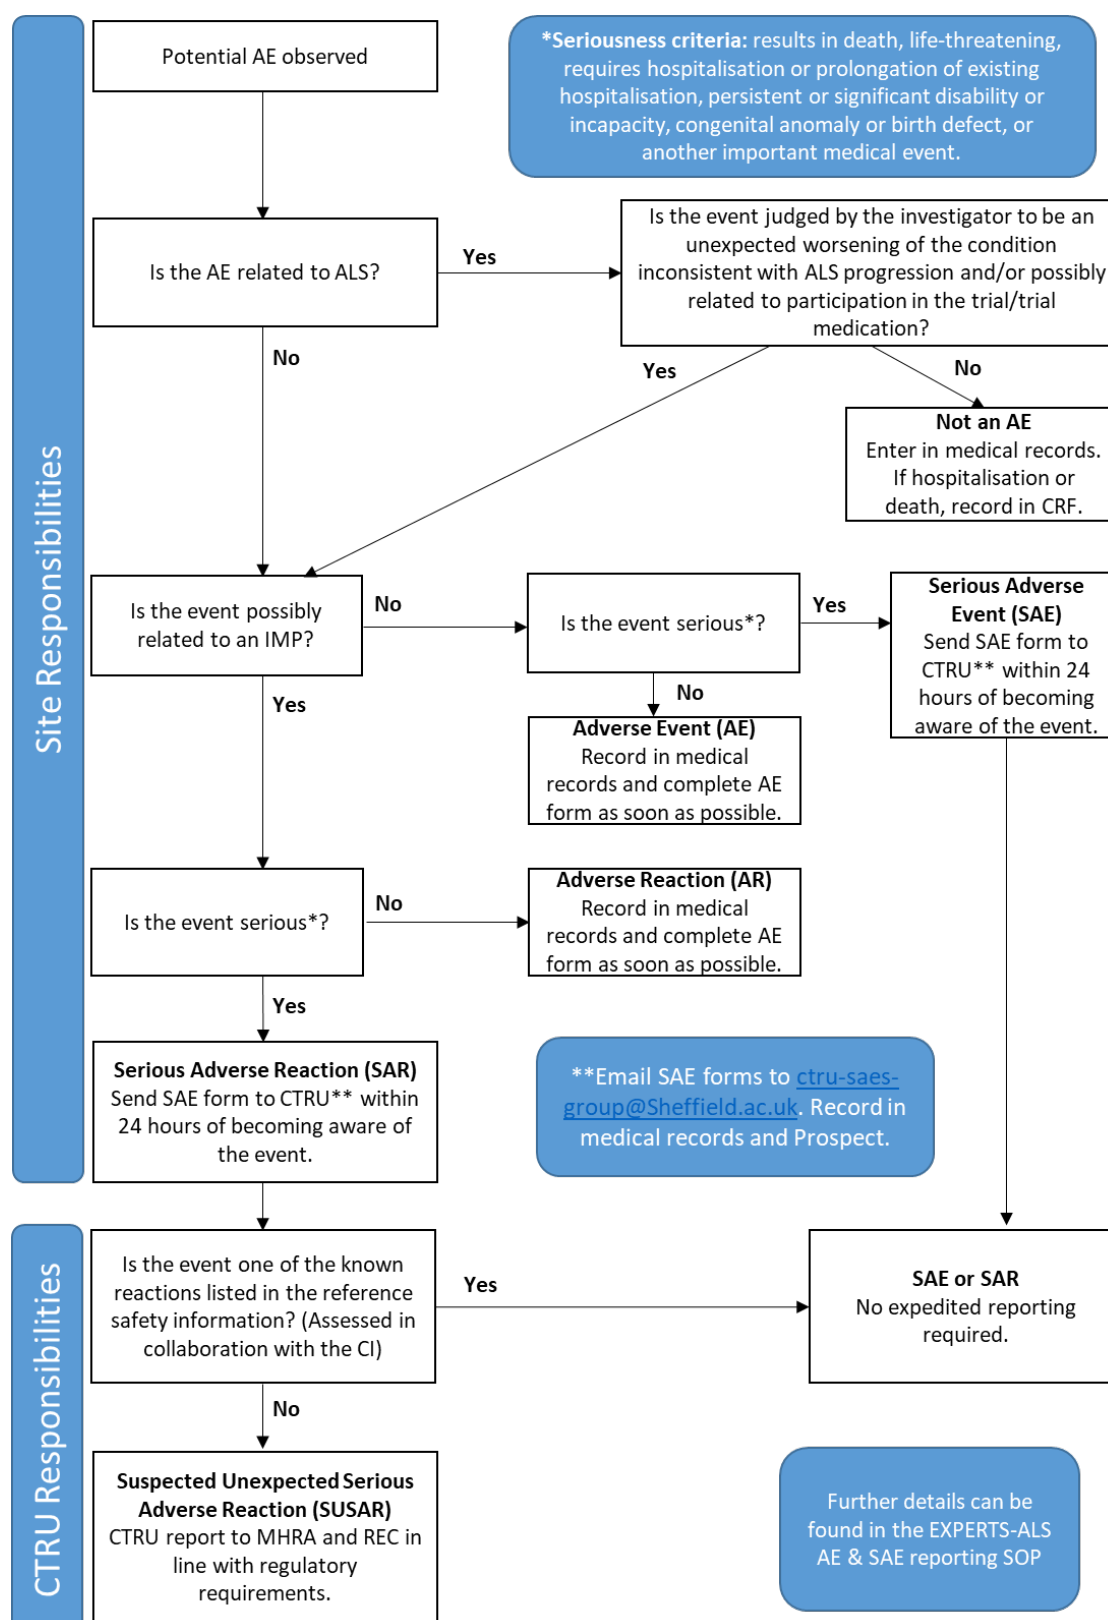 Site Responsibilities
Potential AE observed
*Seriousness criteria: results in death, life-threatening,
requires hospitalisation or prolongation of existing
hospitalisation, persistent or significant disability or
incapacity, congenital anomaly or birth defect, or
another important medical event.
Is the AE related to ALS?
Yes
Is the event judged by the investigator to be an
unexpected worsening of the condition
inconsistent with ALS progression and/or possibly
related to participation in the trial/trial
medication?
No
Yes
No
Not an AE
Enter in medical records.
If hospitalisation or
death, record in CRF.
Is the event possibly
related to an IMP?
No
Is the event serious*?
Yes
Serious Adverse
Event (SAE)
Send SAE form to
CTRU** within 24
hours of becoming
aware of the event.
Yes
No
Adverse Event (AE)
Record in medical
records and complete AE
form as soon as possible.
Is the event serious*?
No
Adverse Reaction (AR)
Record in medical
records and complete AE
form as soon as possible.
Yes
Serious Adverse Reaction (SAR)
Send SAE form to CTRU** within
24 hours of becoming aware of
the event.
**Email SAE forms to ctru-saes-
group@Sheffield.ac.uk. Record in
medical records and Prospect.
CTRU Responsibilities
Is the event one of the known
reactions listed in the reference
safety information? (Assessed in
collaboration with the CI)
Yes
SAE or SAR
No expedited reporting
required.
No
Suspected Unexpected Serious
Adverse Reaction (SUSAR)
CTRU report to MHRA and REC in
line with regulatory
requirements.
Further details can be
found in the EXPERTS-ALS
AE & SAE reporting SOP